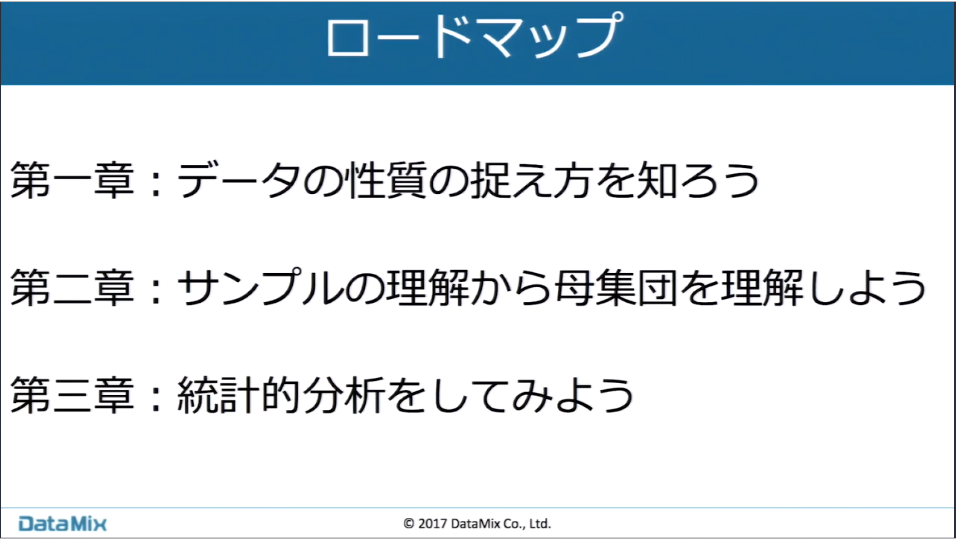 ロードマップ
第一章：データの性質の捉え方を知ろう
第二章：サンプルの理解から母集団を理解しよう
第三章：統計的分析をしてみよう
DataMix
© 2017 DataMix Co., Ltd.